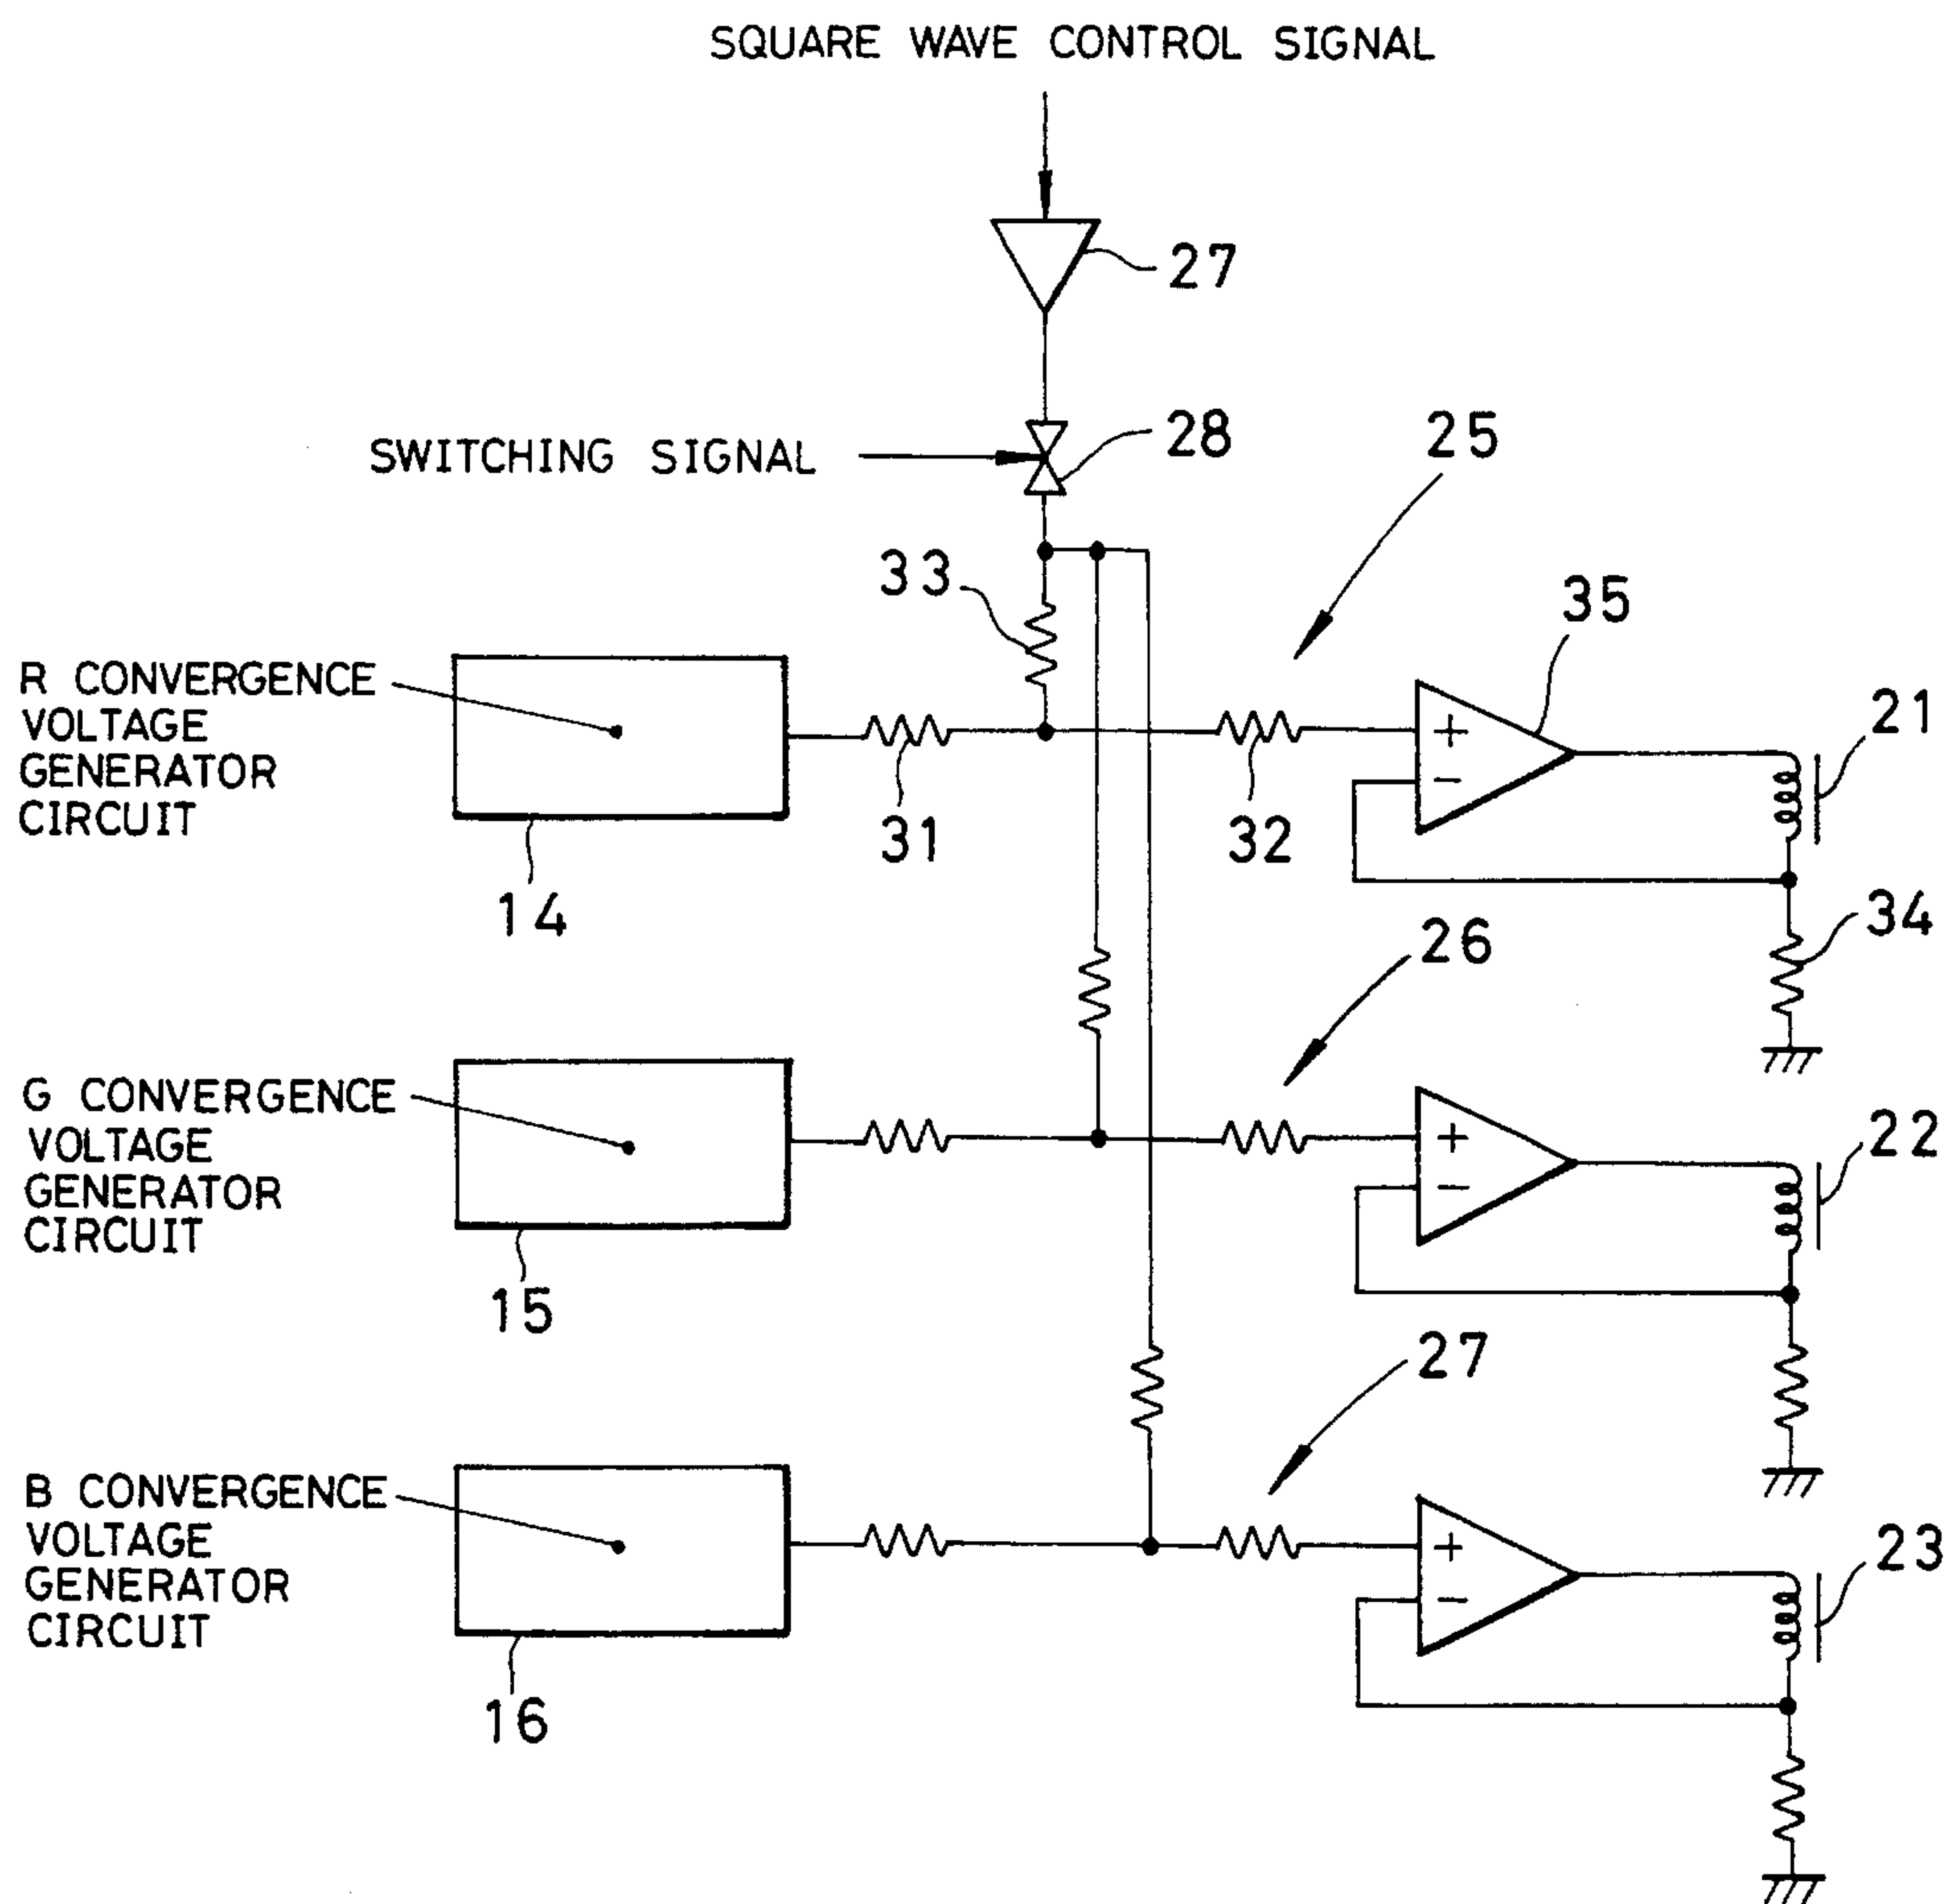 SQUARE WAVE CONTROL SIGNAL
27
SWITCHING SIGNAL
28
25
33
35
R CONVERGENCE
VOLTAGE
GENERATOR
CIRCUIT
21
31
32
14
34
26
+
−
G CONVERGENCE
VOLTAGE
GENERATOR
CIRCUIT
22
+
−
15
27
B CONVERGENCE
VOLTAGE
GENERATOR
CIRCUIT
23
+
−
16